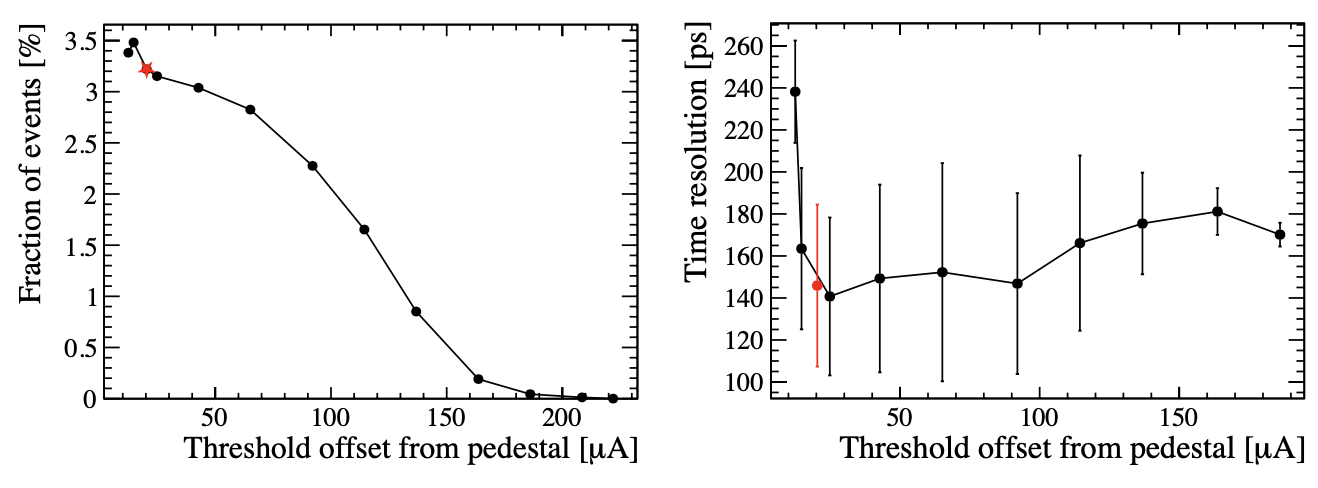 Fraction of events [%]
3.5
3
2.5
2
1.5
1
0.5
0
50 100 150 200
Threshold offset from pedestal [μA]
Time resolution [ps]
260
240
220
200
180
160
140
120
100
50 100 150
Threshold offset from pedestal [μA]